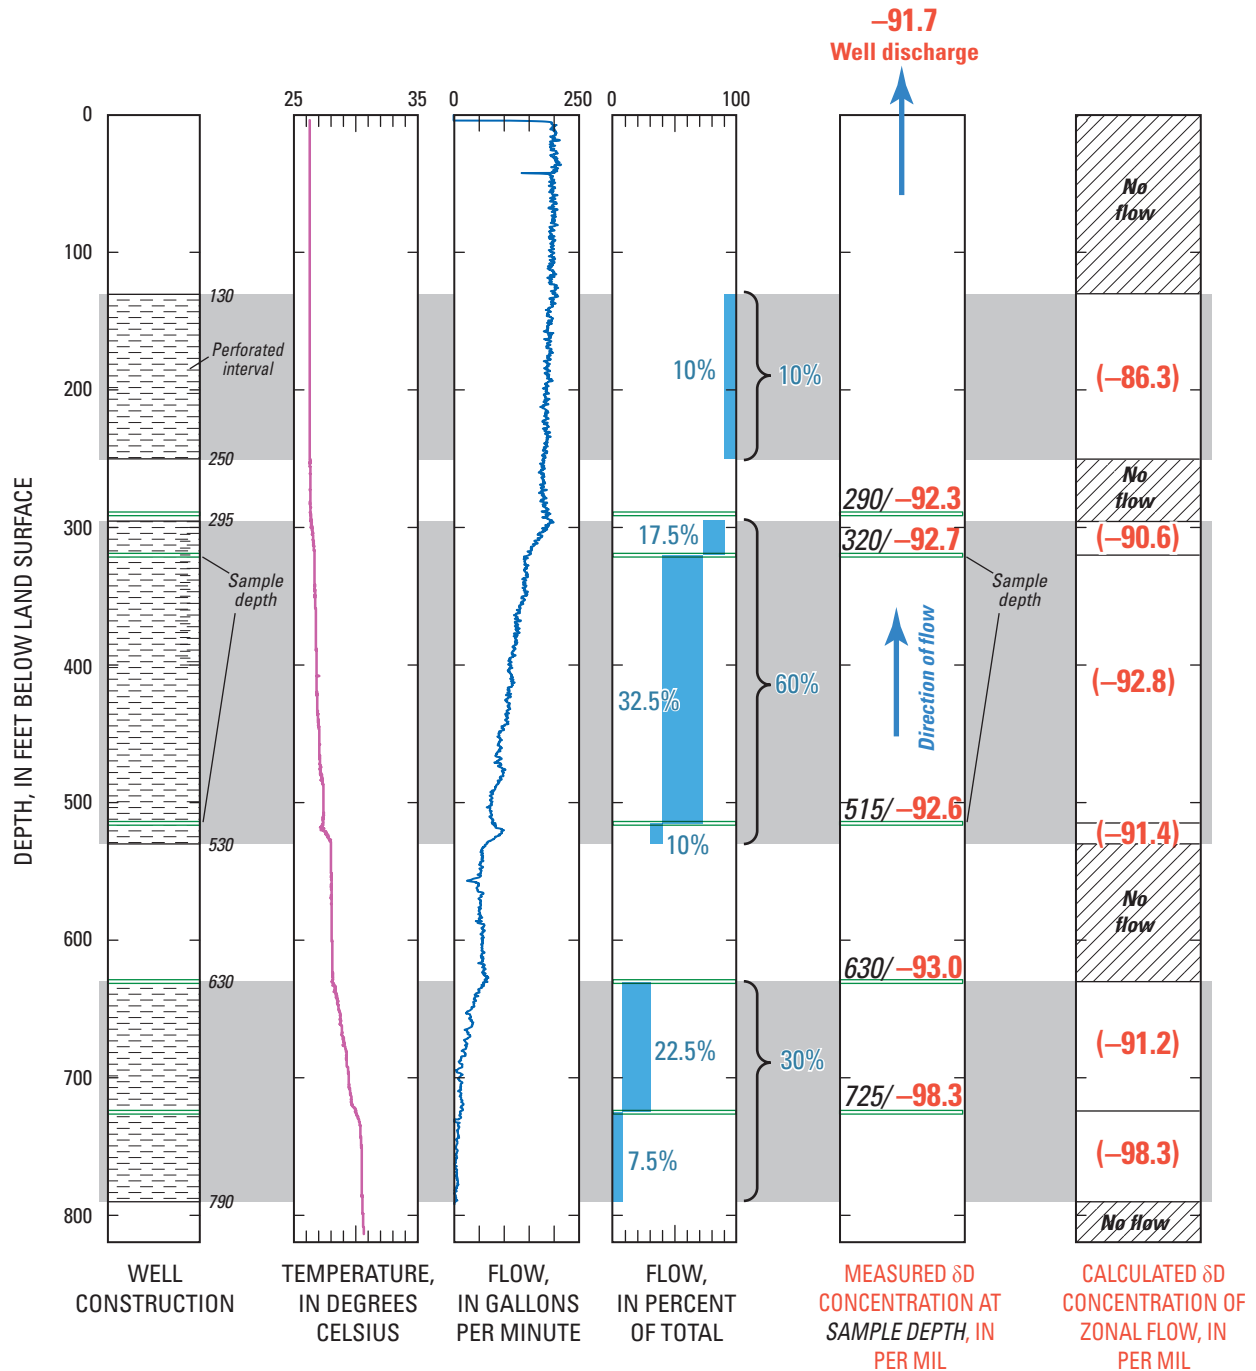 –91.7
Well discharge
25 35 0 250 0 100
0
100
200
300
400
500
600
700
800
DEPTH, IN FEET BELOW LAND SURFACE
130
Perforated
interval
250
295
Sample
depth
530
630
790
10%
10%
17.5%
32.5%
60%
10%
22.5%
30%
7.5%
290/ –92.3
320/ –92.7
Sample
depth
Direction of flow
515/ –92.6
630/ –93.0
725/ –98.3
No
flow
(–86.3)
No
flow
(–90.6)
(–92.8)
(–91.4)
No
flow
(–91.2)
(–98.3)
No flow
WELL
CONSTRUCTION
TEMPERATURE,
IN DEGREES
CELSIUS
FLOW,
IN GALLONS
PER MINUTE
FLOW,
IN PERCENT
OF TOTAL
MEASURED δD
CONCENTRATION AT
SAMPLE DEPTH, IN
PER MIL
CALCULATED δD
CONCENTRATION OF
ZONAL FLOW, IN
PER MIL